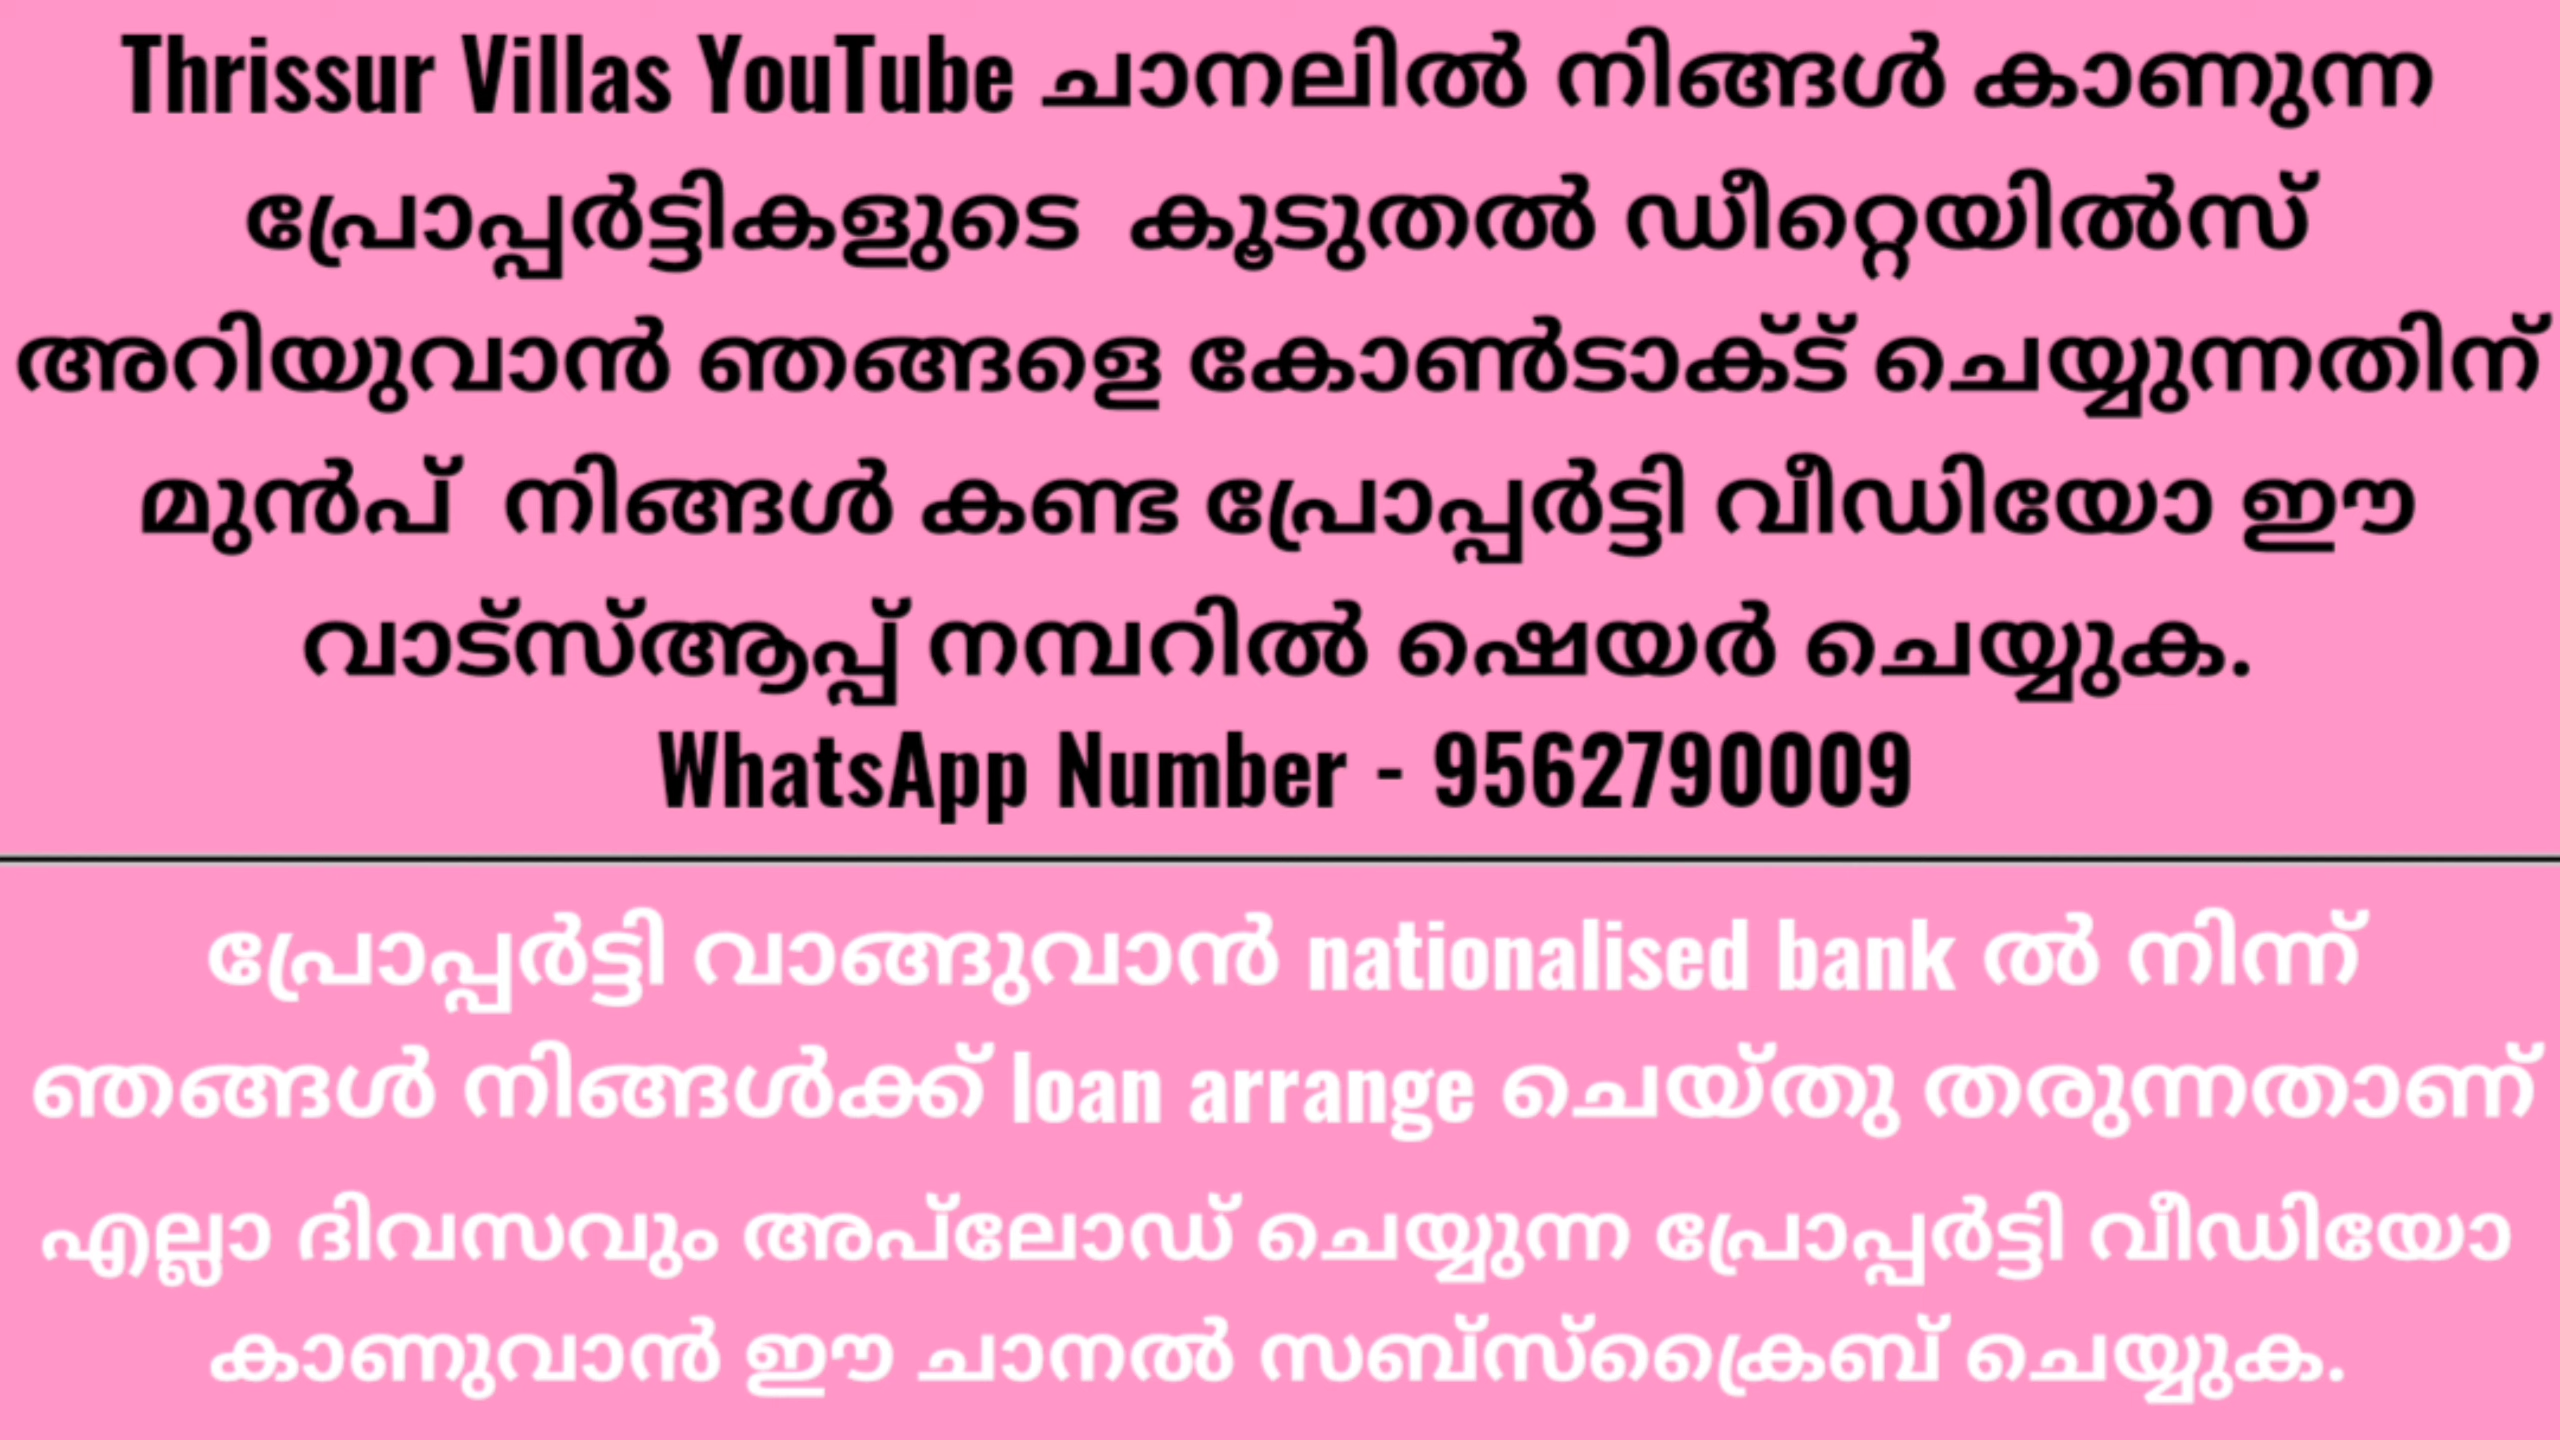 Thrissur Villas YouTube ചാനലിൽ നിങ്ങൾ കാണുന്ന
പ്രോപ്പർട്ടികളുടെ കൂടുതൽ ഡീറ്റെയിൽസ്
അറിയുവാൻ ഞങ്ങളെ കോൺടാക്ട് ചെയ്യുന്നതിന്
മുൻപ് നിങ്ങൾ കണ്ട പ്രോപ്പർട്ടി വീഡിയോ ഈ
വാട്സ്ആപ്പ് നമ്പറിൽ ഷെയർ ചെയ്യുക.
WhatsApp Number - 9562790009
പ്രോപ്പർട്ടി വാങ്ങുവാൻ nationalised bank ൽ നിന്ന്
ഞങ്ങൾ നിങ്ങൾക്ക് loan arrange ചെയ്തു തരുന്നതാണ്
എല്ലാ ദിവസവും അപ്‌ലോഡ് ചെയ്യുന്ന പ്രോപ്പർട്ടി വീഡിയോ
കാണുവാൻ ഈ ചാനൽ സബ്സ്ക്രൈബ് ചെയ്യുക.